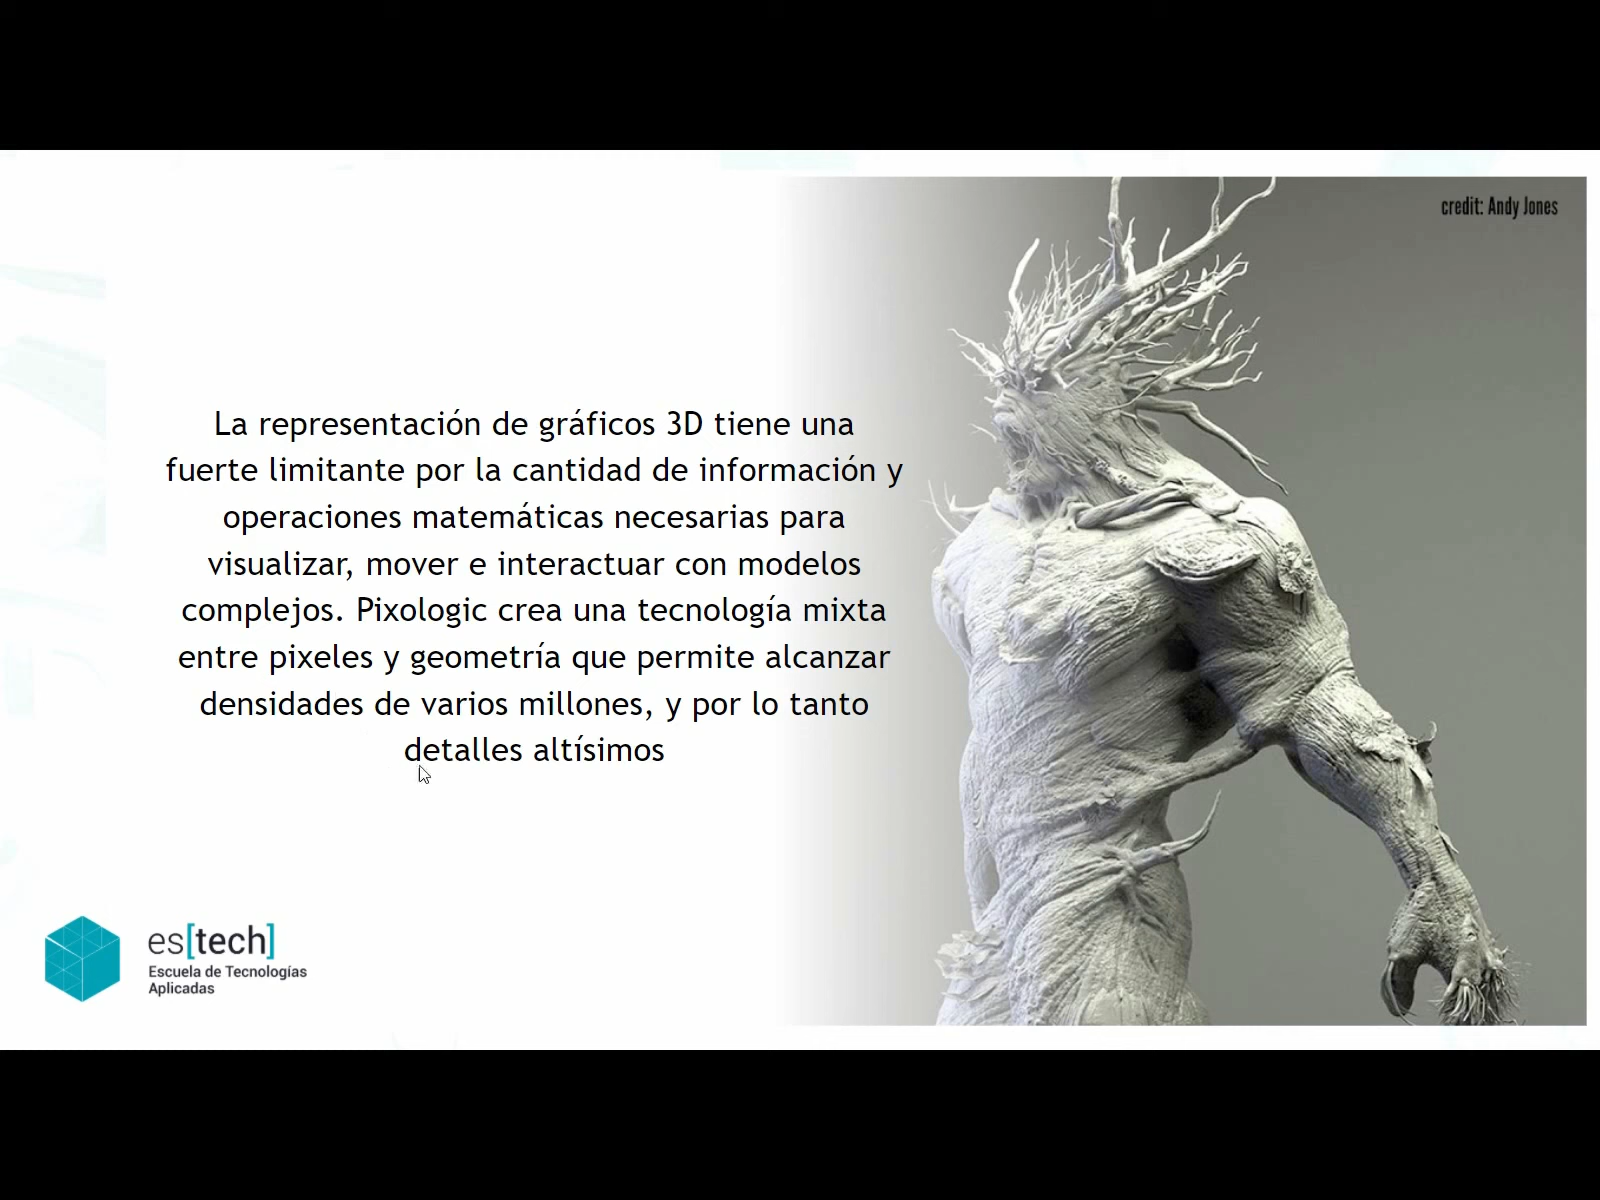 credit: Andy Jones
La representación de gráficos 3D tiene una
fuerte limitante por la cantidad de información y
operaciones matemáticas necesarias para
visualizar, mover e interactuar con modelos
complejos. Pixologic crea una tecnología mixta
entre pixeles y geometría que permite alcanzar
densidades de varios millones, y por lo tanto
detalles altísimos
es[tech]
Escuela de Tecnologías
Aplicadas